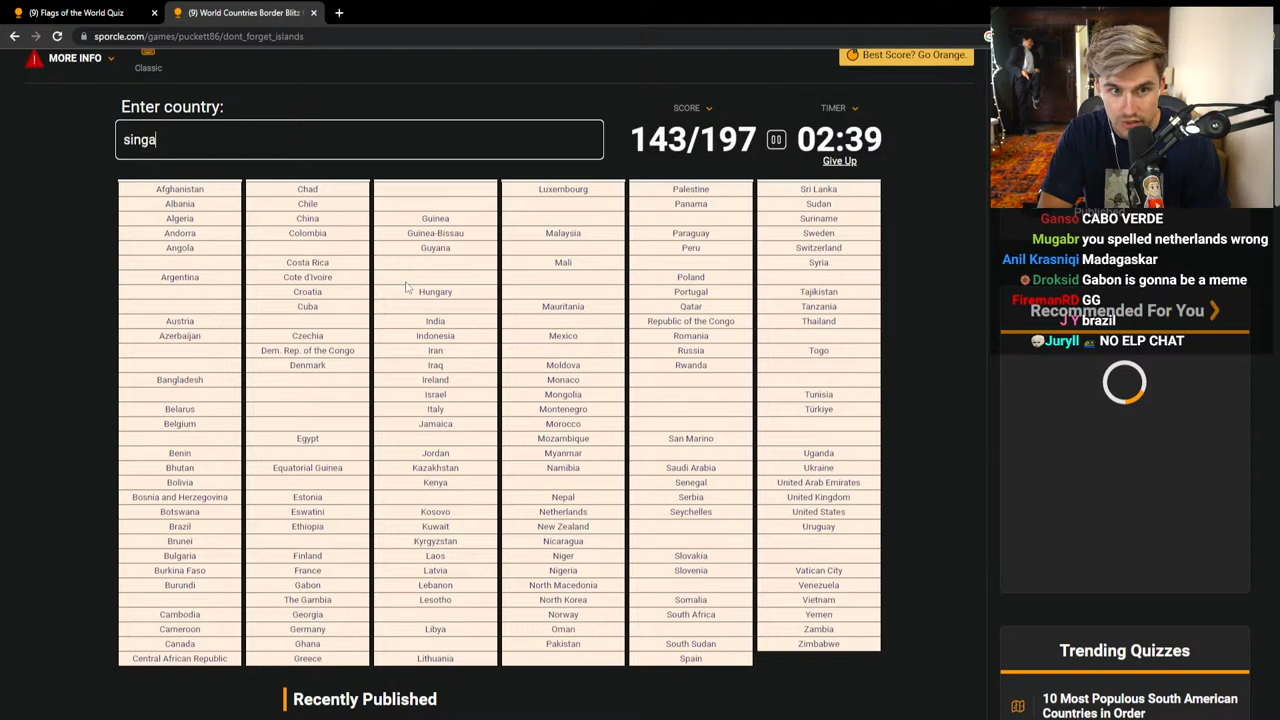 (9) Flags of the World Quiz
(9) World Countries Border Blitz
sporcle.com/games/puckett86/dont_forget_islands
MORE INFO
Classic
Best Score? Go Orange.
Enter country:
singa
SCORE
143/197
TIMER
02:39
Give Up
Afghanistan
Albania
Algeria
Andorra
Angola
Argentina
Austria
Azerbaijan
Bangladesh
Belarus
Belgium
Benin
Bhutan
Bolivia
Bosnia and Herzegovina
Botswana
Brazil
Brunei
Bulgaria
Burkina Faso
Burundi
Cambodia
Cameroon
Canada
Central African Republic
Chad
Chile
China
Colombia
Costa Rica
Cote d'Ivoire
Croatia
Cuba
Czechia
Dem. Rep. of the Congo
Denmark
Egypt
Equatorial Guinea
Estonia
Eswatini
Ethiopia
Finland
France
Gabon
The Gambia
Georgia
Germany
Ghana
Greece
Guinea
Guinea-Bissau
Guyana
Hungary
India
Indonesia
Iran
Iraq
Ireland
Israel
Italy
Jamaica
Jordan
Kazakhstan
Kenya
Kosovo
Kuwait
Kyrgyzstan
Laos
Latvia
Lebanon
Lesotho
Libya
Lithuania
Luxembourg
Malaysia
Mali
Mauritania
Mexico
Moldova
Monaco
Mongolia
Montenegro
Morocco
Mozambique
Myanmar
Namibia
Nepal
Netherlands
New Zealand
Nicaragua
Niger
Nigeria
North Macedonia
North Korea
Norway
Oman
Pakistan
Palestine
Panama
Paraguay
Peru
Poland
Portugal
Qatar
Republic of the Congo
Romania
Russia
Rwanda
San Marino
Saudi Arabia
Senegal
Serbia
Seychelles
Slovakia
Slovenia
Somalia
South Africa
South Sudan
Spain
Sri Lanka
Sudan
Suriname
Sweden
Switzerland
Syria
Tajikistan
Tanzania
Thailand
Togo
Tunisia
Türkiye
Uganda
Ukraine
United Arab Emirates
United Kingdom
United States
Uruguay
Vatican City
Venezuela
Vietnam
Yemen
Zambia
Zimbabwe
Published
Ganso CABO VERDE
Mugabr you spelled netherlands wrong
Anil Krasniqi Madagaskar
Droksid Gabon is gonna be a meme
FiremanRD GG
J Y brazil
Juryll NO ELP CHAT
Recommended For You
Trending Quizzes
10 Most Populous South American
Countries in Order
Recently Published